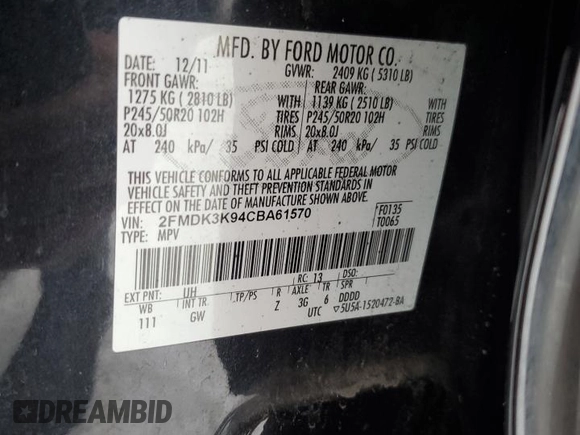 MFD. BY FORD MOTOR CO.
DATE: 12/11 GVWR: 2409 KG ( 5310 LB)
FRONT GAWR: REAR GAWR:
1275 KG ( 2810 LB) WITH 1139 KG ( 2510 LB) WITH
P245/50R20 102H TIRES P245/50R20 102H TIRES
20x8.0J RIMS 20x8.0J RIMS
AT 240 kPa/ 35 PSI COLD AT 240 kPa/ 35 PSI COLD
THIS VEHICLE CONFORMS TO ALL APPLICABLE FEDERAL MOTOR
VEHICLE SAFETY AND THEFT PREVENTION STANDARDS IN
EFFECT ON THE DATE OF MANUFACTURE SHOWN ABOVE.
VIN: 2FMDK3K94CBA61570 F0135
TYPE: MPV T0065
EXT PNT: UH RC: 13 DSO:
WB INT TR TP/PS R AXLE TR SPR
111 GW Z 3G 6 DDDD
UTC 5U5A-1520472-BA
DREAMBID